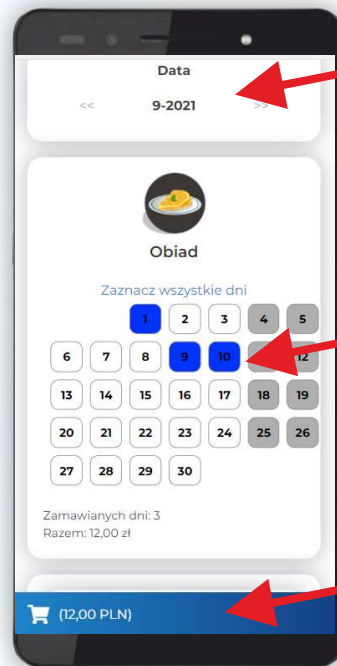 Data
<< 9-2021 >>
Obiad
Zaznacz wszystkie dni
1 2 3 4 5
6 7 8 9 10 12
13 14 15 16 17 18 19
20 21 22 23 24 25 26
27 28 29 30
Zamawianych dni: 3
Razem: 12,00 zł
(12,00 PLN)